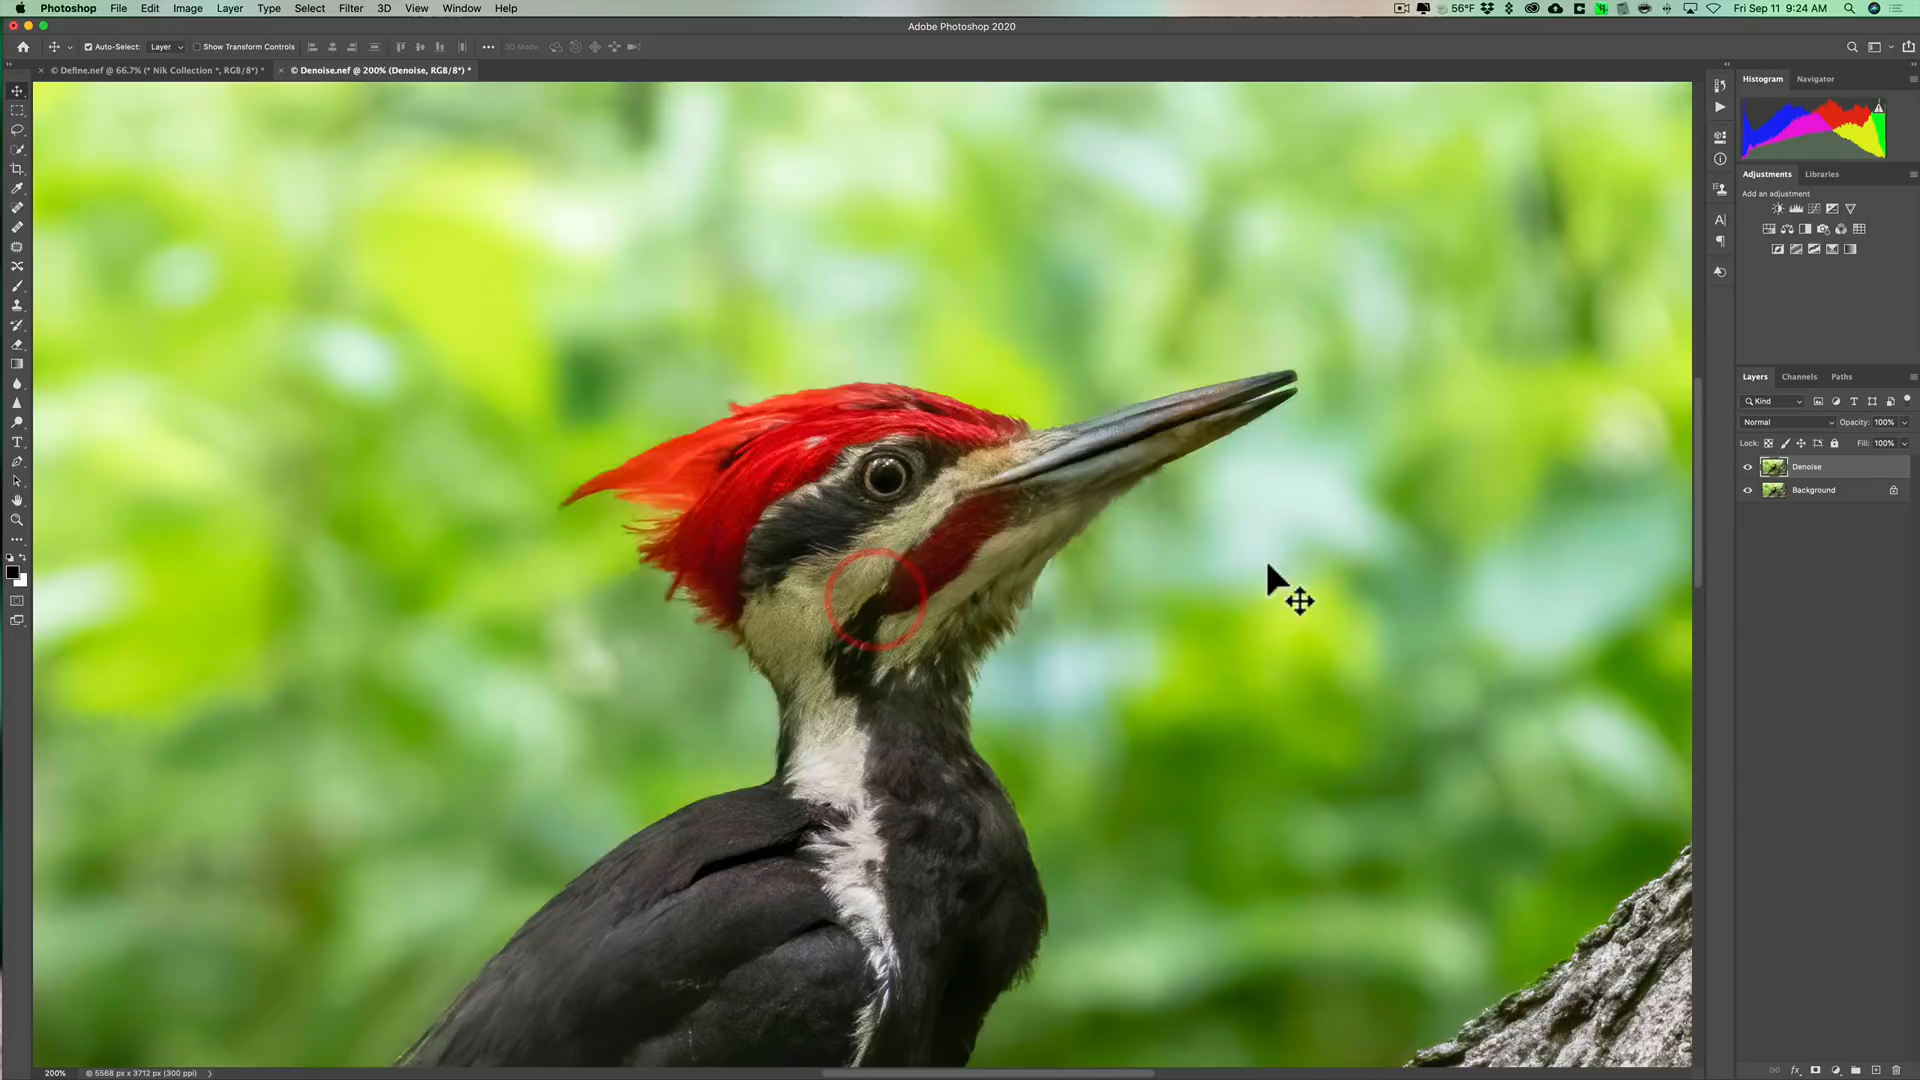 Photoshop File Edit Image Layer Type Select Filter 3D View Window Help 56°F Fri Sep 11 9:24 AM
Adobe Photoshop 2020
Auto-Select: Layer Show Transform Controls 3D Mode:
© Define.nef @ 66.7% (* Nik Collection *, RGB/8*) *
© Denoise.nef @ 200% (Denoise, RGB/8*) *
Histogram Navigator
Adjustments Libraries
Add an adjustment
Layers Channels Paths
Kind
Normal Opacity: 100%
Lock: Fill: 100%
Denoise
Background
200% © 5568 px x 3712 px (300 ppi)